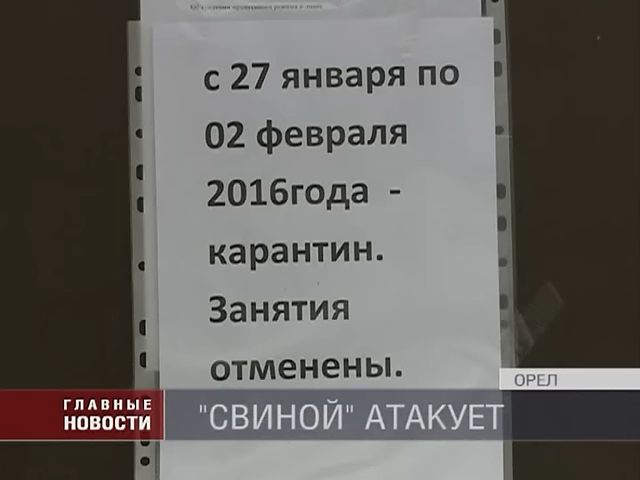 с 27 января по
02 февраля
2016года -
карантин.
Занятия
отменены.
ОРЕЛ
ГЛАВНЫЕ
НОВОСТИ
"СВИНОЙ" АТАКУЕТ